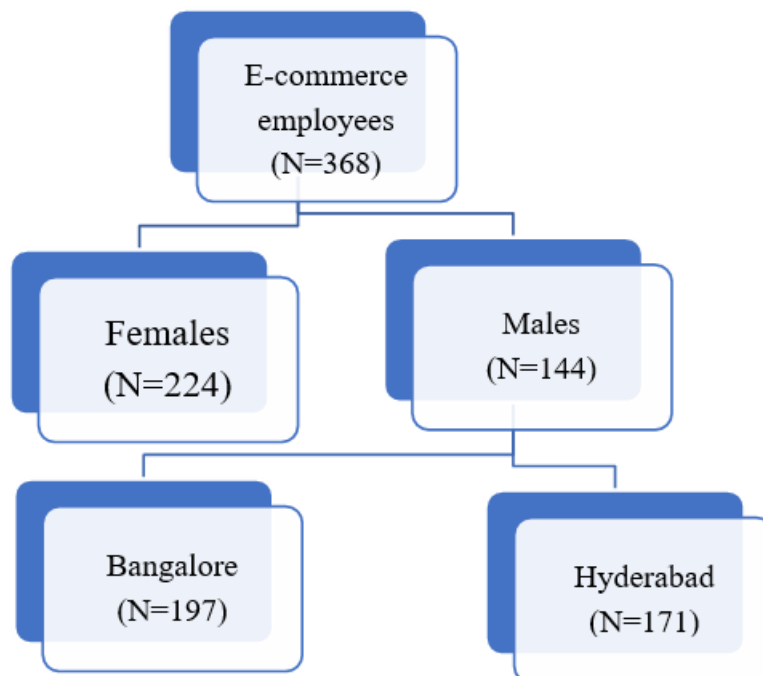 E-commerce
employees
(N=368)
Females
(N=224)
Males
(N=144)
Bangalore
(N=197)
Hyderabad
(N=171)